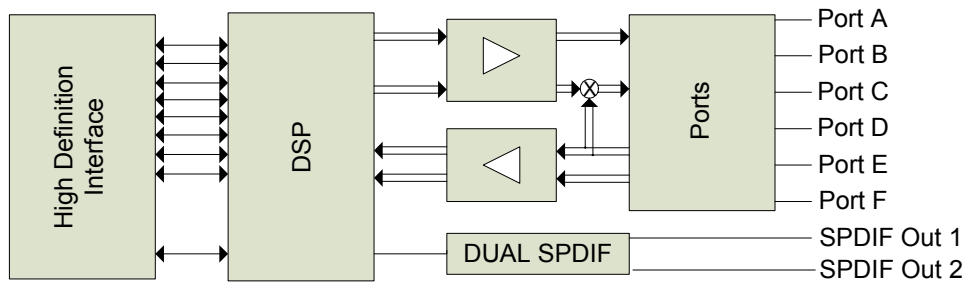 High Definition
Interface
DSP
Ports
Port A
Port B
Port C
Port D
Port E
Port F
DUAL SPDIF
SPDIF Out 1
SPDIF Out 2